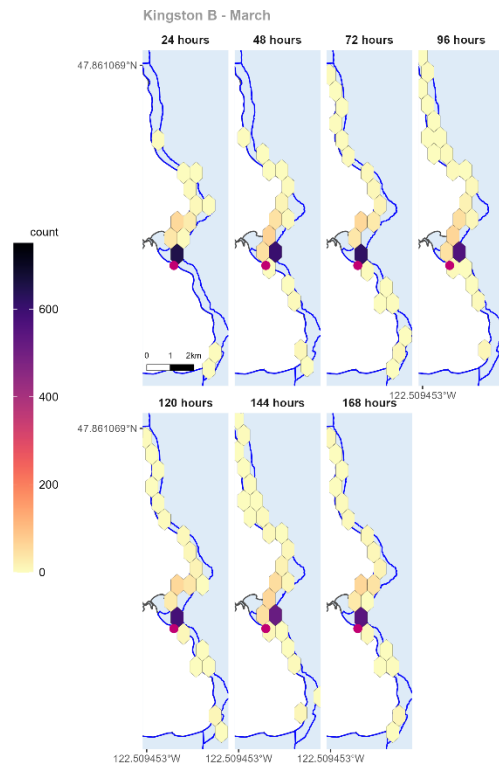 Kingston B - March
24 hours 48 hours 72 hours 96 hours
47.861069°N
count
600
400
200
0
0 1 2km
122.509453°W
120 hours 144 hours 168 hours
47.861069°N
122.509453°W 122.509453°W 122.509453°W